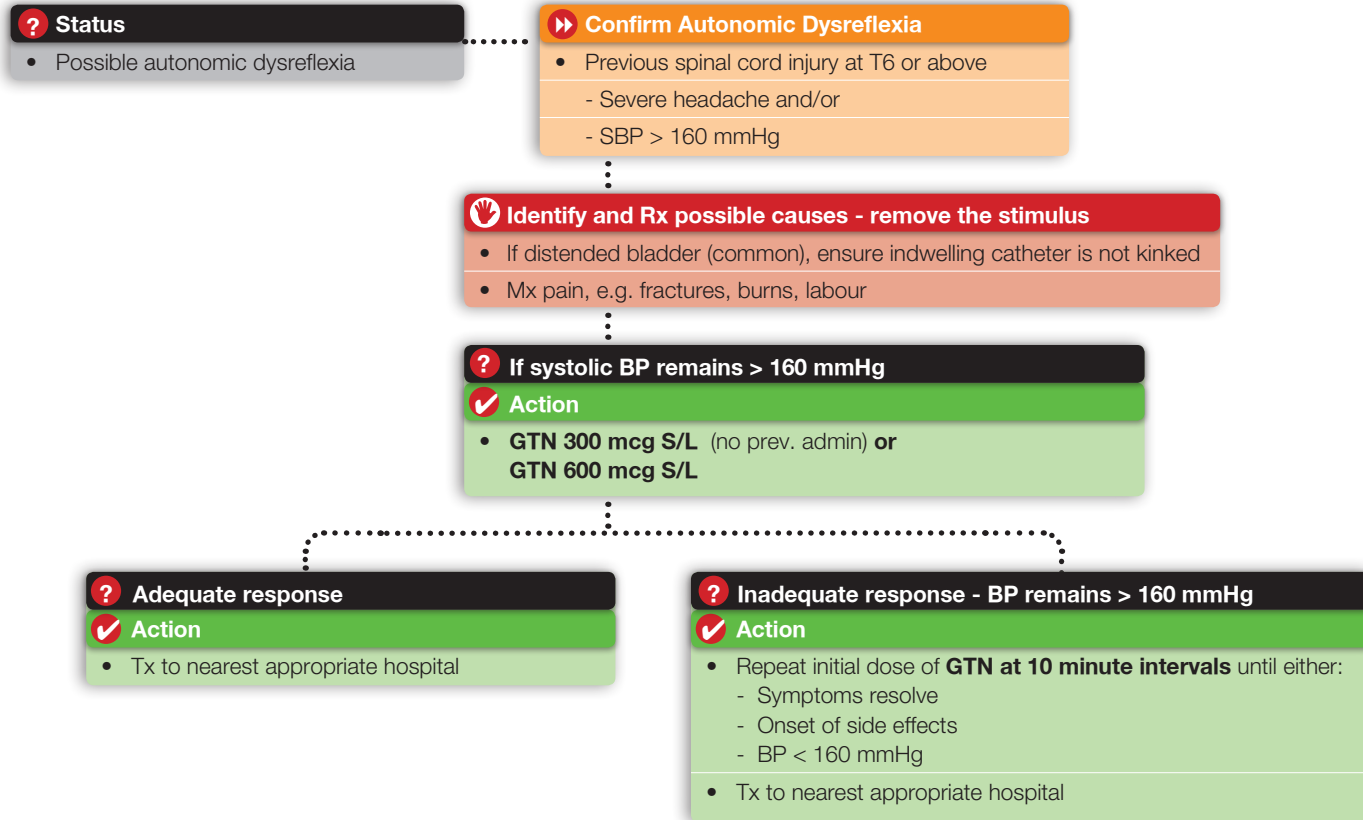 Status
• Possible autonomic dysreflexia
Confirm Autonomic Dysreflexia
• Previous spinal cord injury at T6 or above
- Severe headache and/or
- SBP > 160 mmHg
Identify and Rx possible causes - remove the stimulus
• If distended bladder (common), ensure indwelling catheter is not kinked
• Mx pain, e.g. fractures, burns, labour
? If systolic BP remains > 160 mmHg
Action
• GTN 300 mcg S/L (no prev. admin) or
GTN 600 mcg S/L
? Adequate response
Action
• Tx to nearest appropriate hospital
? Inadequate response - BP remains > 160 mmHg
Action
• Repeat initial dose of GTN at 10 minute intervals until either:
- Symptoms resolve
- Onset of side effects
- BP < 160 mmHg
• Tx to nearest appropriate hospital